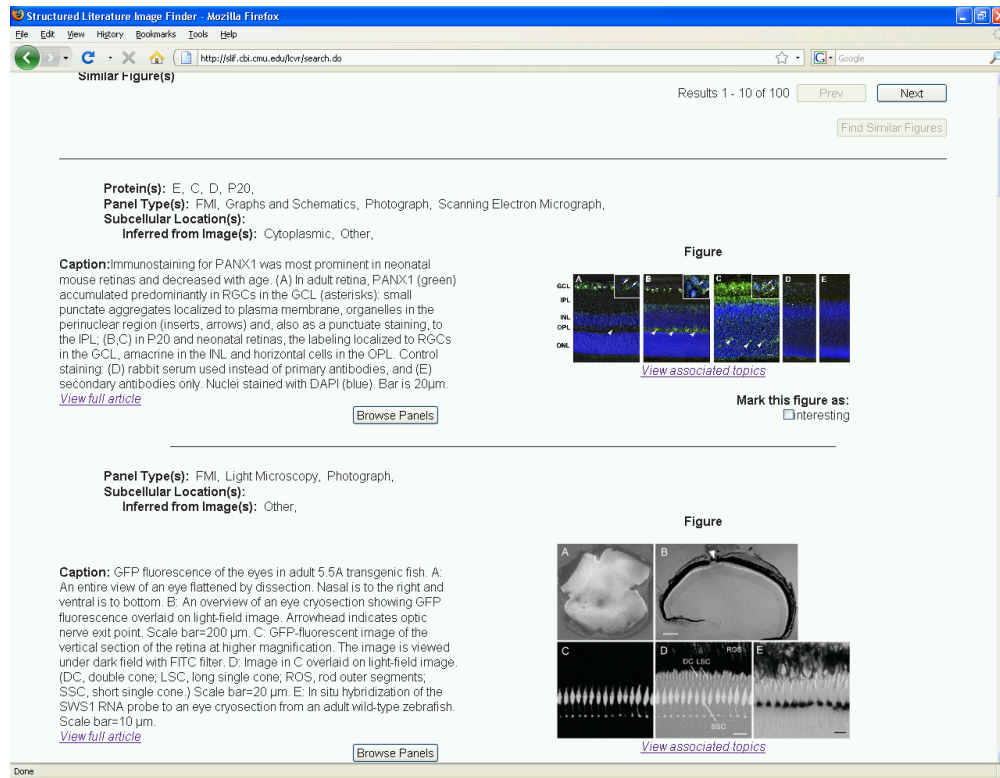 Structured Literature Image Finder - Mozilla Firefox
File Edit View History Bookmarks Tools Help
http://slif.cbi.cmu.edu/lcvr/search.do
G Google
Similar Figure(s)
Results 1 - 10 of 100 Prev Next
Find Similar Figures
Protein(s): E, C, D, P20,
Panel Type(s): FMI, Graphs and Schematics, Photograph, Scanning Electron Micrograph,
Subcellular Location(s):
Inferred from Image(s): Cytoplasmic, Other,
Figure
Caption:Immunostaining for PANX1 was most prominent in neonatal
mouse retinas and decreased with age. (A) In adult retina, PANX1 (green)
accumulated predominantly in RGCs in the GCL (asterisks): small
punctate aggregates localized to plasma membrane, organelles in the
perinuclear region (inserts, arrows) and, also as a punctuate staining, to
the IPL; (B,C) in P20 and neonatal retinas, the labeling localized to RGCs
in the GCL, amacrine in the INL and horizontal cells in the OPL. Control
staining: (D) rabbit serum used instead of primary antibodies, and (E)
secondary antibodies only. Nuclei stained with DAPI (blue). Bar is 20μm.
View full article
Browse Panels
A B C D E
GCL
IPL
INL
OPL
ONL
View associated topics
Mark this figure as:
interesting
Panel Type(s): FMI, Light Microscopy, Photograph,
Subcellular Location(s):
Inferred from Image(s): Other,
Figure
Caption: GFP fluorescence of the eyes in adult 5.5A transgenic fish. A:
An entire view of an eye flattened by dissection. Nasal is to the right and
ventral is to bottom. B: An overview of an eye cryosection showing GFP
fluorescence overlaid on light-field image. Arrowhead indicates optic
nerve exit point. Scale bar=200 μm. C: GFP-fluorescent image of the
vertical section of the retina at higher magnification. The image is viewed
under dark field with FITC filter. D: Image in C overlaid on light-field image.
(DC, double cone; LSC, long single cone; ROS, rod outer segments;
SSC, short single cone.) Scale bar=20 μm. E: In situ hybridization of the
SWS1 RNA probe to an eye cryosection from an adult wild-type zebrafish.
Scale bar=10 μm.
View full article
Browse Panels
A B
C D E
ROS
DC LSC
SSC
View associated topics
Done